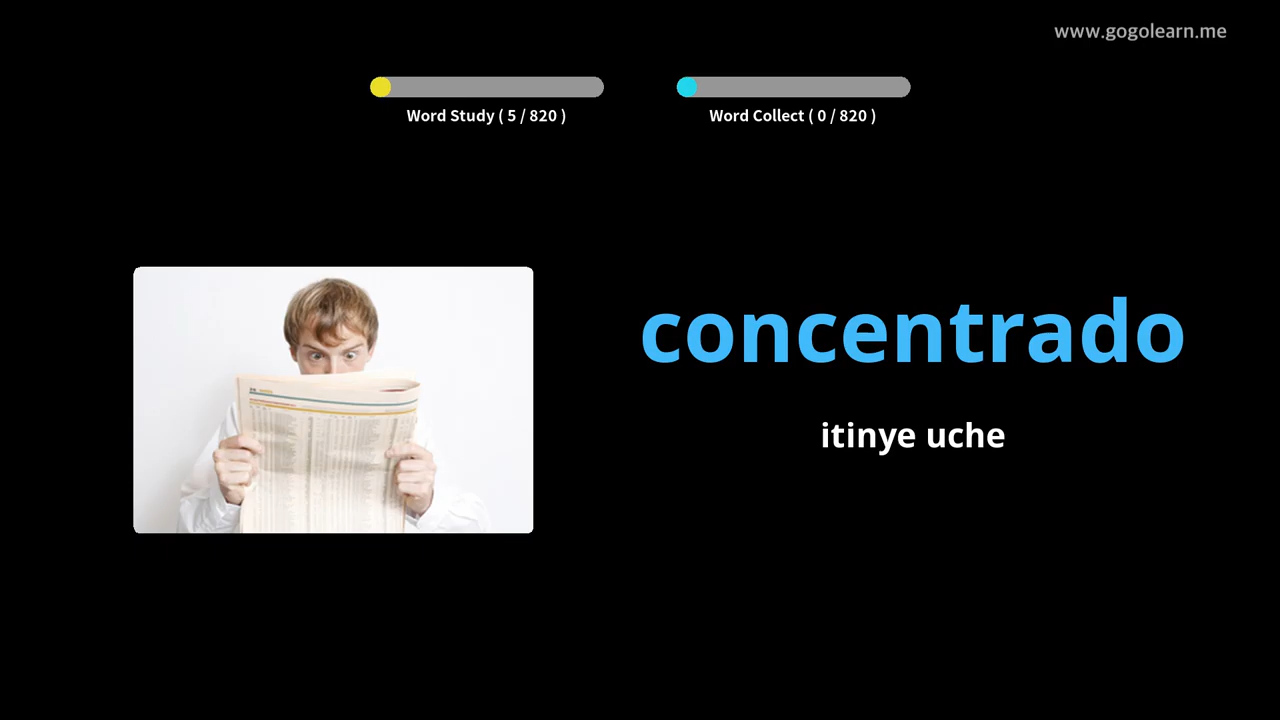 www.gogolearn.me
Word Study ( 5 / 820 )
Word Collect ( 0 / 820 )
concentrado
itinye uche